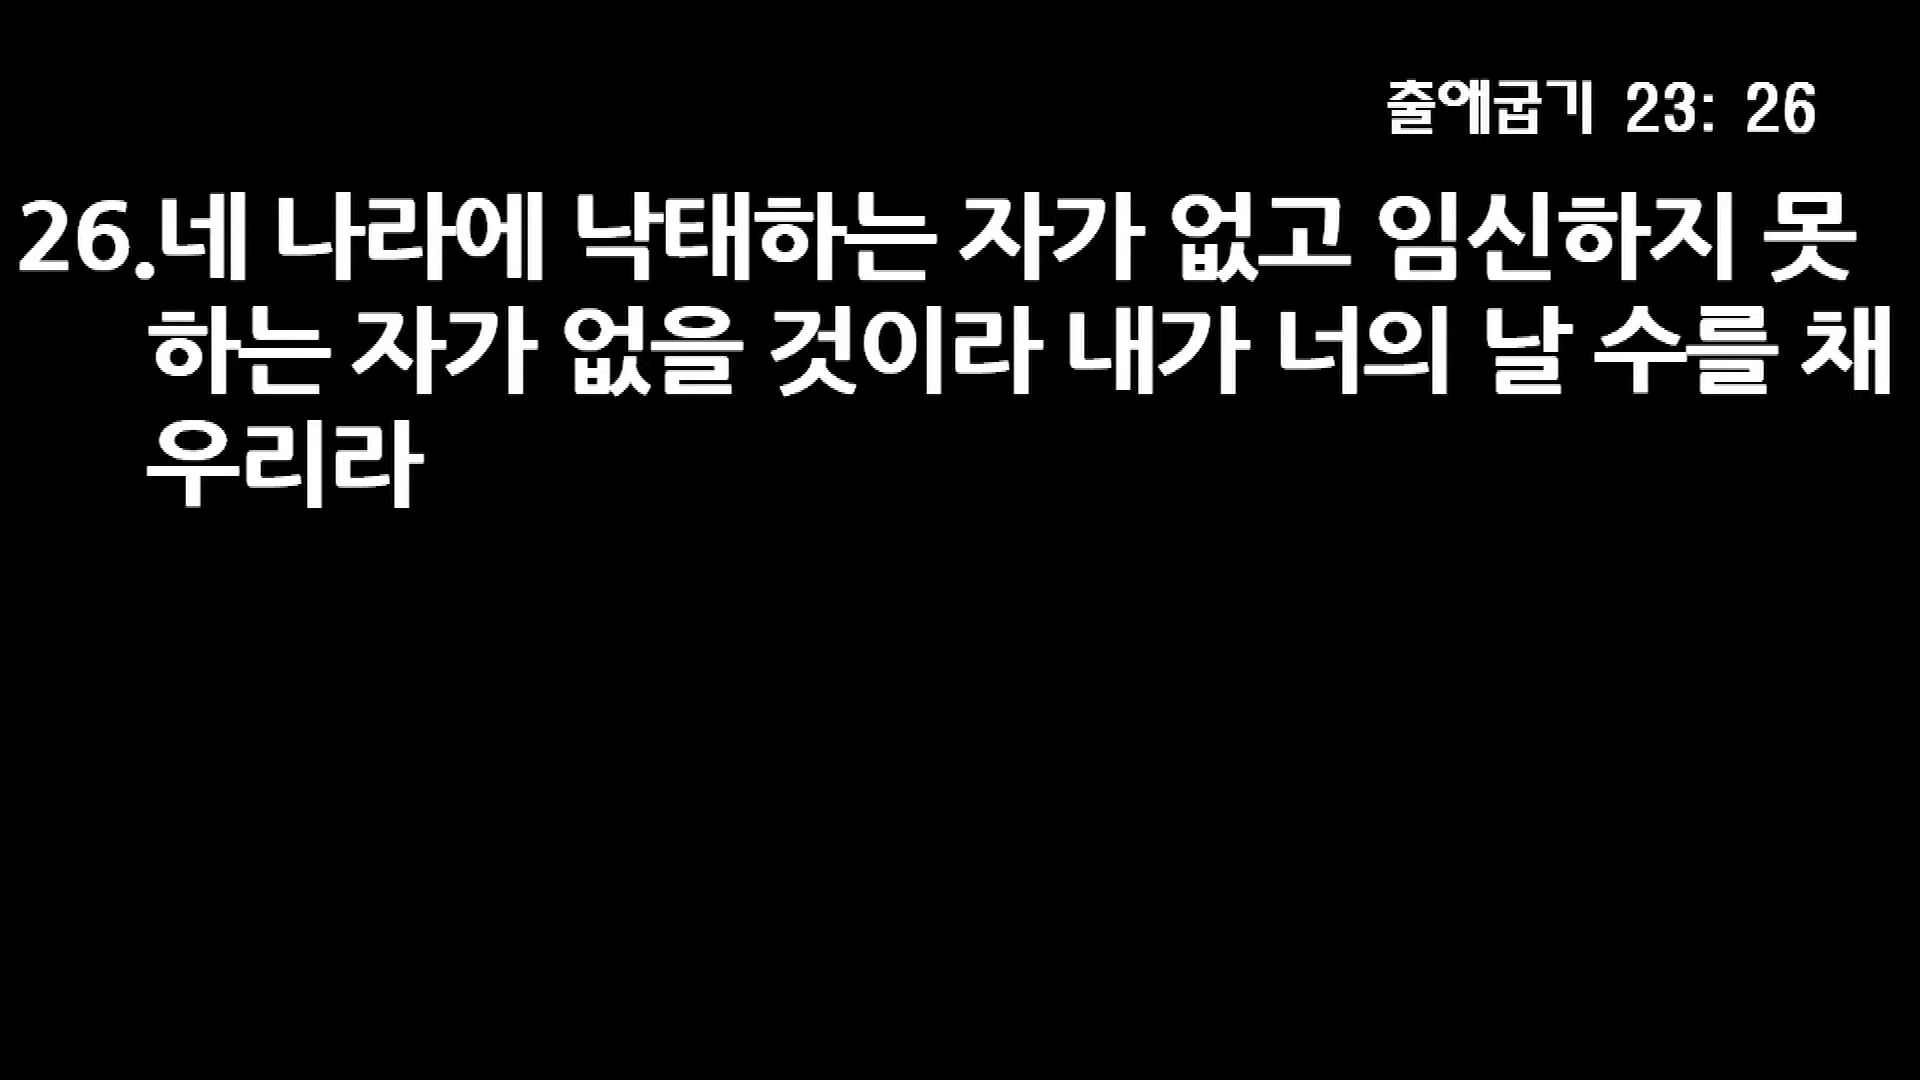 출애굽기 23: 26
26.네 나라에 낙태하는 자가 없고 임신하지 못
하는 자가 없을 것이라 내가 너의 날 수를 채
우리라